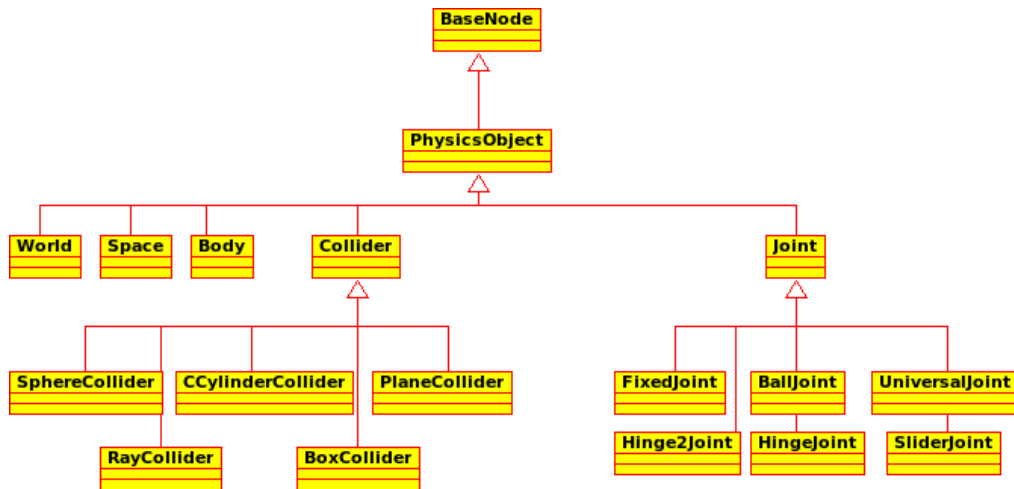 BaseNode
PhysicsObject
World Space Body Collider Joint
SphereCollider CCylinderCollider PlaneCollider FixedJoint BallJoint UniversalJoint
Hinge2Joint HingeJoint SliderJoint
RayCollider BoxCollider